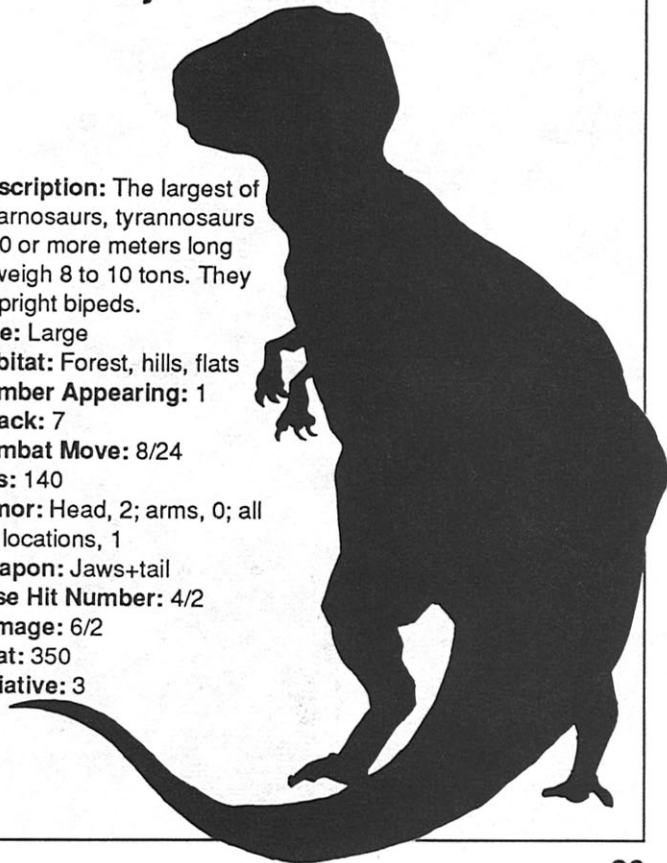 scription: The largest of
arnosaurs, tyrannosaurs
0 or more meters long
weigh 8 to 10 tons. They
pright bipeds.
e: Large
bitat: Forest, hills, flats
mber Appearing: 1
ack: 7
mbat Move: 8/24
s: 140
mor: Head, 2; arms, 0; all
locations, 1
apon: Jaws+tail
se Hit Number: 4/2
mage: 6/2
at: 350
iative: 3